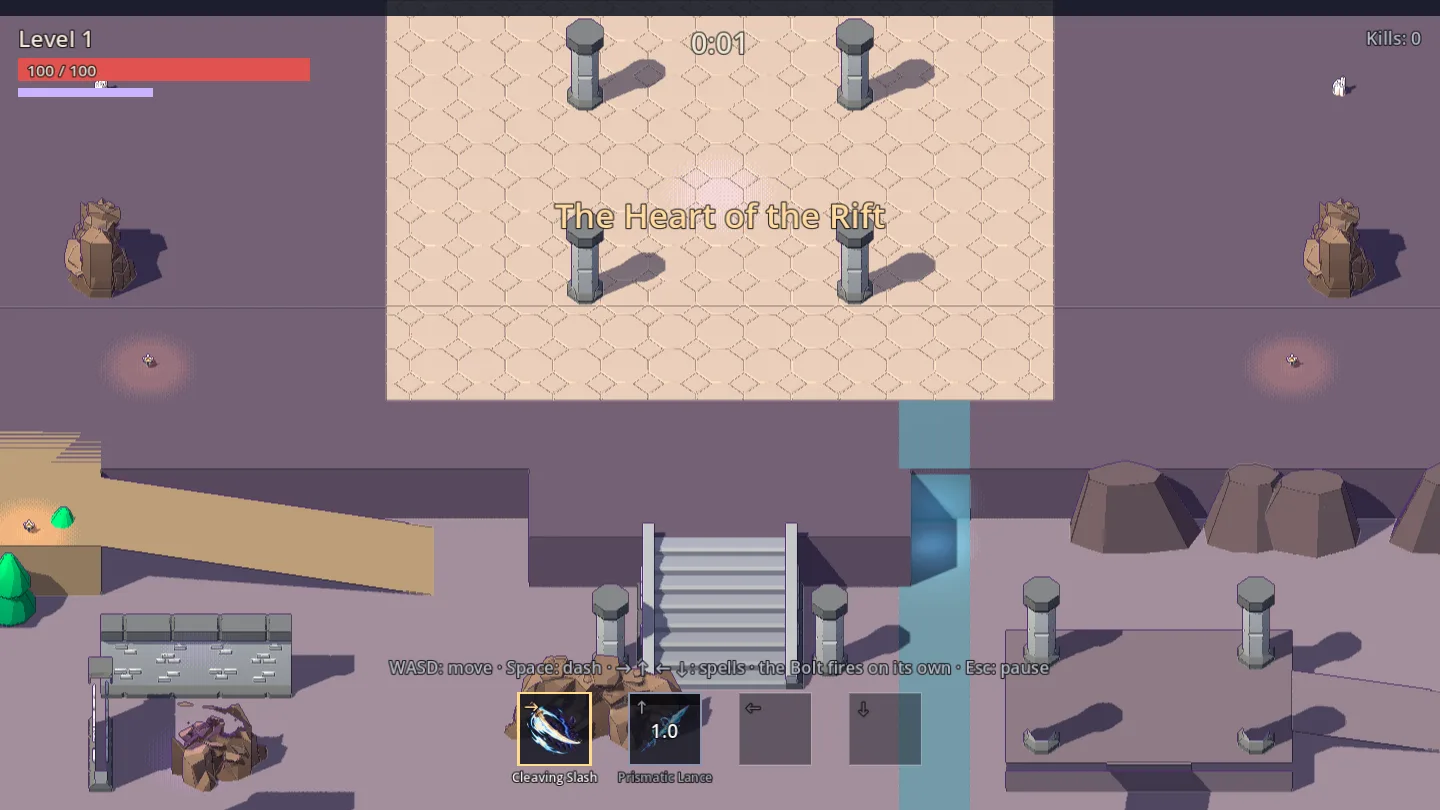 Level 1
0:01
Kills: 0
100 / 100
The Heart of the Rift
WASD: move · Space: dash · → ↑ ← ↓: spells · the Bolt fires on its own · Esc: pause
→
↑
1.0
←
↓
Cleaving Slash
Prismatic Lance